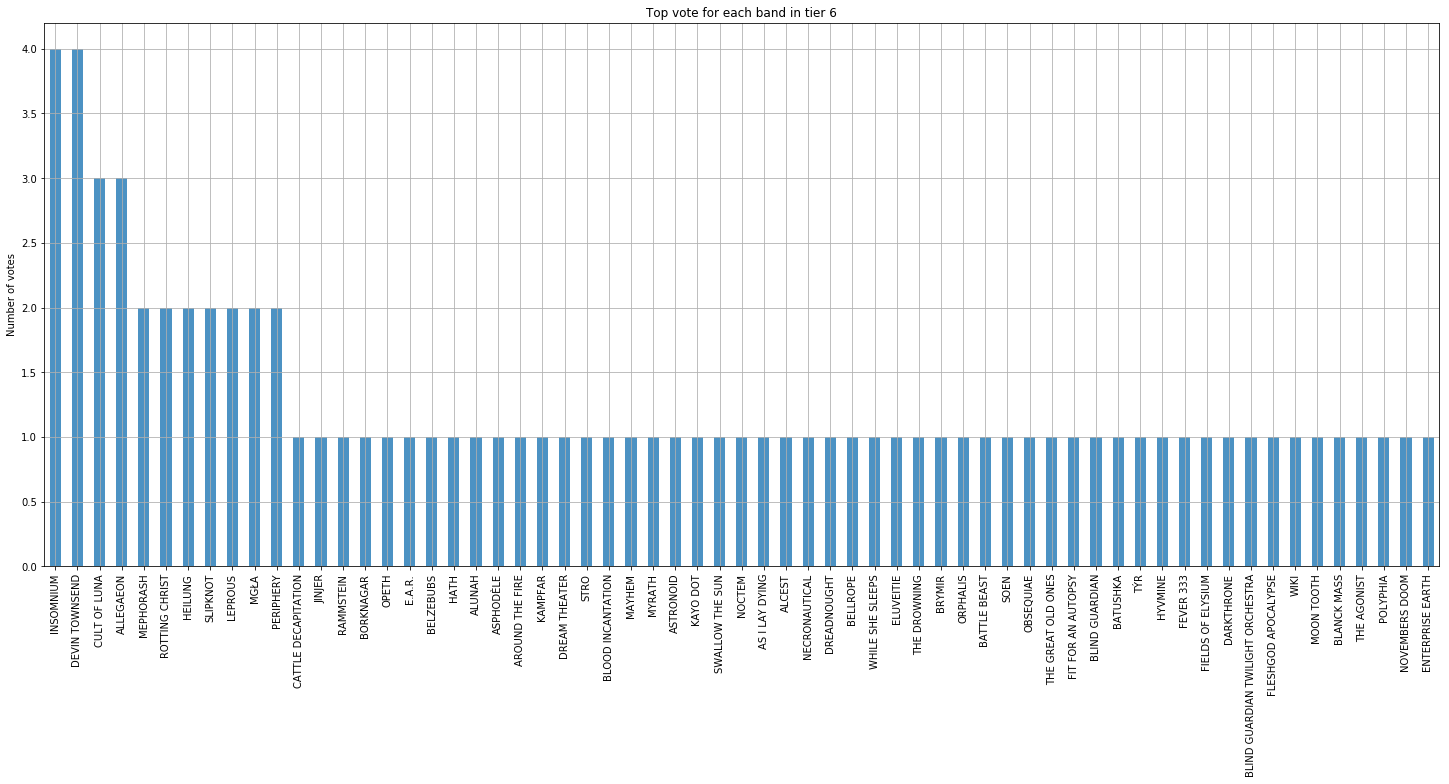 Top vote for each band in tier 6
Number of votes
4.0
3.5
3.0
2.5
2.0
1.5
1.0
0.5
0.0
INSOMNIUM
DEVIN TOWNSEND
CULT OF LUNA
ALLEGAEON
MEPHORASH
ROTTING CHRIST
HEILUNG
SLIPKNOT
LEPROUS
MGŁA
PERIPHERY
CATTLE DECAPITATION
JINJER
RAMMSTEIN
BORKNAGAR
OPETH
E.A.R.
BELZEBUBS
HATH
ALUNAH
ASPHODÈLE
AROUND THE FIRE
KAMPFAR
DREAM THEATER
STRO
BLOOD INCANTATION
MAYHEM
MYRATH
ASTRONOID
KAYO DOT
SWALLOW THE SUN
NOCTEM
AS I LAY DYING
ALCEST
NECRONAUTICAL
DREADNOUGHT
BELLROPE
WHILE SHE SLEEPS
ELUVEITIE
THE DROWNING
BRYMIR
ORPHALIS
BATTLE BEAST
SOEN
OBSEQUIAE
THE GREAT OLD ONES
FIT FOR AN AUTOPSY
BLIND GUARDIAN
BATUSHKA
TÝR
HYVMINE
FEVER 333
FIELDS OF ELYSIUM
DARKTHRONE
BLIND GUARDIAN TWILIGHT ORCHESTRA
FLESHGOD APOCALYPSE
WIKI
MOON TOOTH
BLANCK MASS
THE AGONIST
POLYPHIA
NOVEMBERS DOOM
ENTERPRISE EARTH